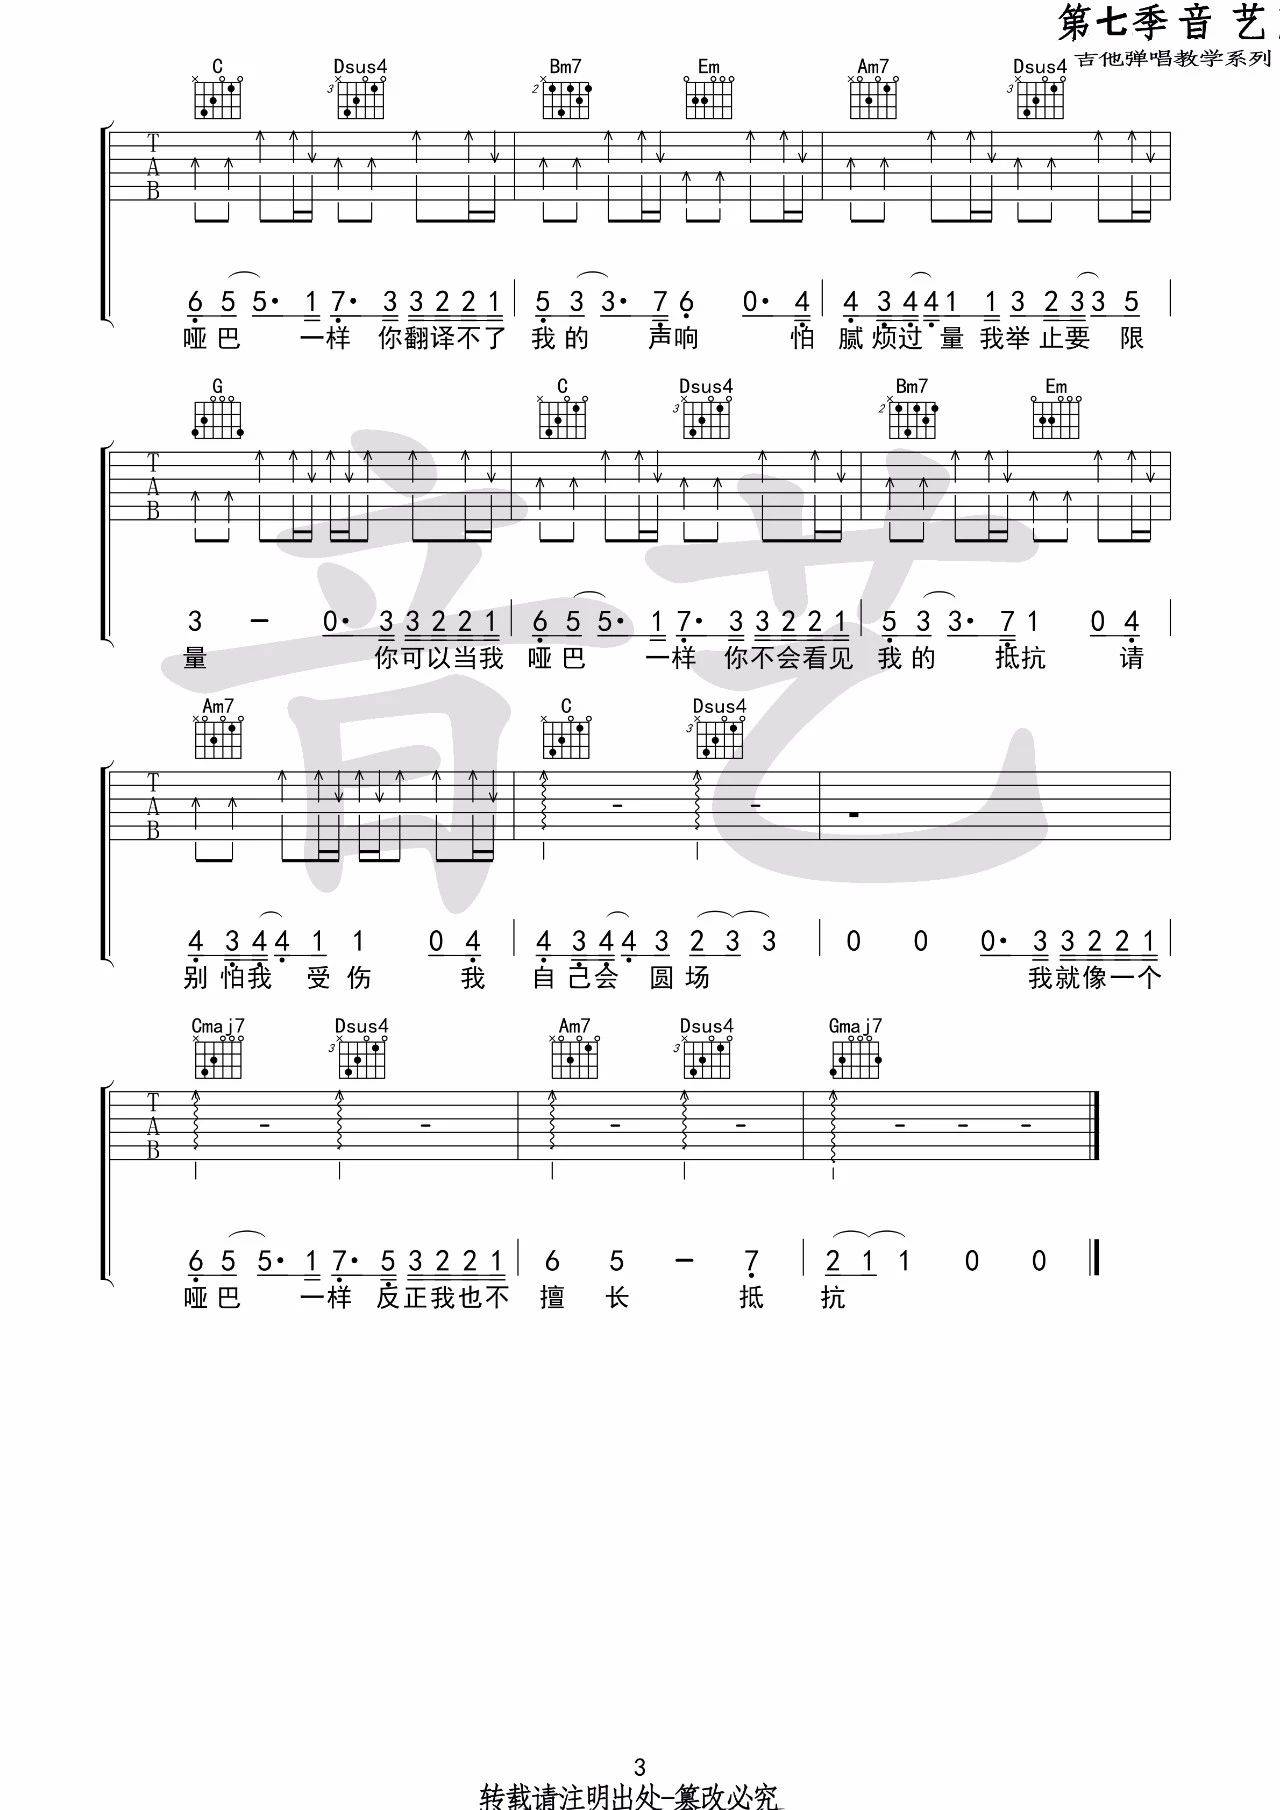 第七季音艺
吉他弹唱教学系列
C Dsus4 Bm7 Em Am7 Dsus4
3 2 3
T
A
B
6 5 5· 1 7· 3 3 2 2 1 5 3 3· 7 6 0· 4 4 3 4 4 1 1 3 2 3 3 5
哑巴 一样 你翻译不了 我的 声响 怕 腻 烦过 量 我举止要 限
G C Dsus4 Bm7 Em
3 2
T
A
B
3 - 0· 3 3 2 2 1 6 5 5· 1 7· 3 3 2 2 1 5 3 3· 7 1 0 4
量 你可以当我 哑巴 一样 你不会看见 我的 抵抗 请
Am7 C Dsus4
3
T
A
B
4 3 4 4 1 1 0 4 4 3 4 4 3 2 3 3 0 0 0· 3 3 2 2 1
别 怕我 受 伤 我 自己会 圆场 我就像一个
Cmaj7 Dsus4 Am7 Dsus4 Gmaj7
3 3
T
A
B
6 5 5· 1 7· 5 3 2 2 1 6 5 - 7 2 1 1 0 0
哑巴 一样 反正我也不 擅 长 抵 抗
3
转载请注明出处-篡改必究